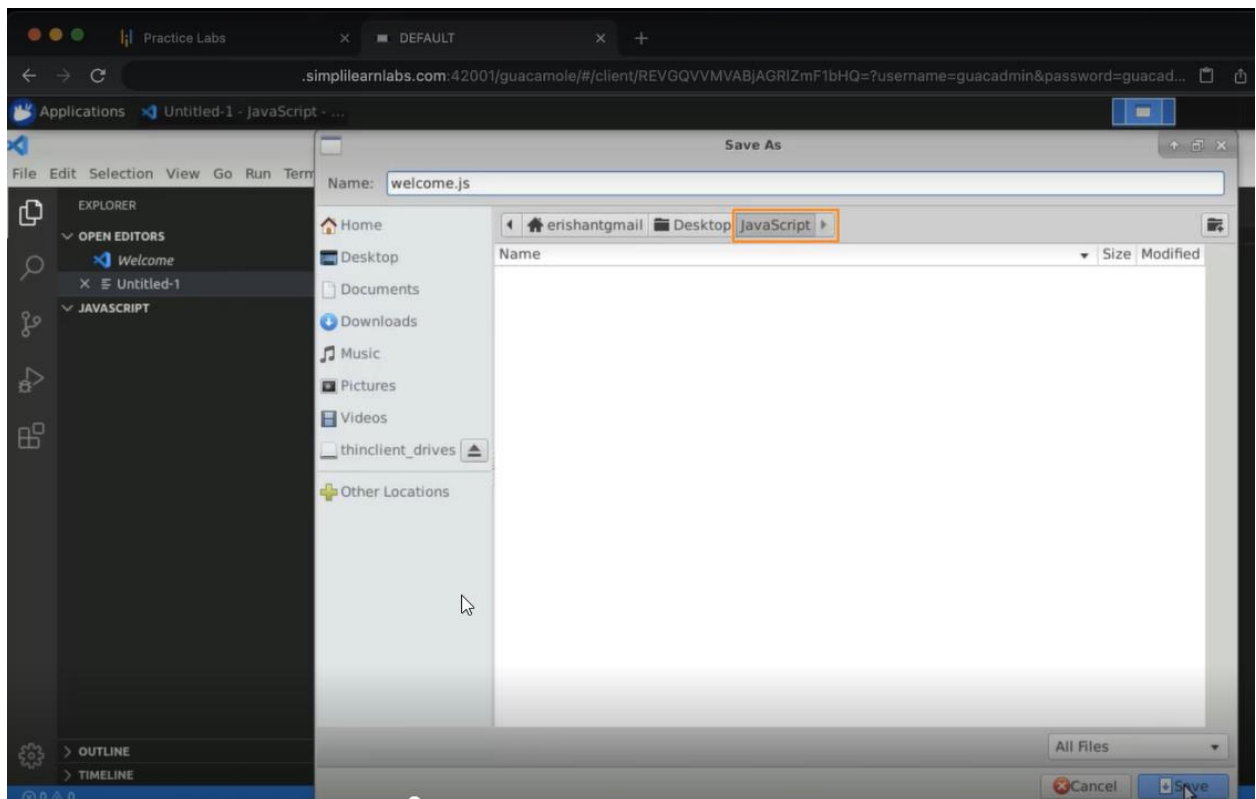 Practice Labs
DEFAULT
.simplilearnlabs.com:42001/guacamole/#/client/REVGQVVMVABjAGRlZmF1bHQ=?username=guacadmin&password=guacad...
Applications Untitled-1 - JavaScript - ...
Save As
File Edit Selection View Go Run Term
Name: welcome.js
EXPLORER
OPEN EDITORS
Welcome
Untitled-1
JAVASCRIPT
Home
Desktop
Documents
Downloads
Music
Pictures
Videos
thinclient_drives
Other Locations
erishantgmail Desktop JavaScript
Name Size Modified
All Files
OUTLINE
TIMELINE
Cancel Save
0 0